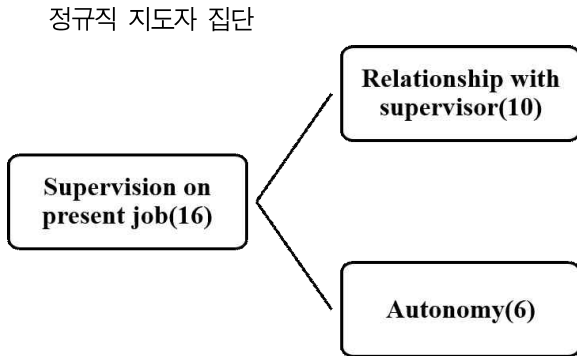 정규직 지도자 집단
Relationship with
supervisor(10)
Supervision on
present job(16)
Autonomy(6)